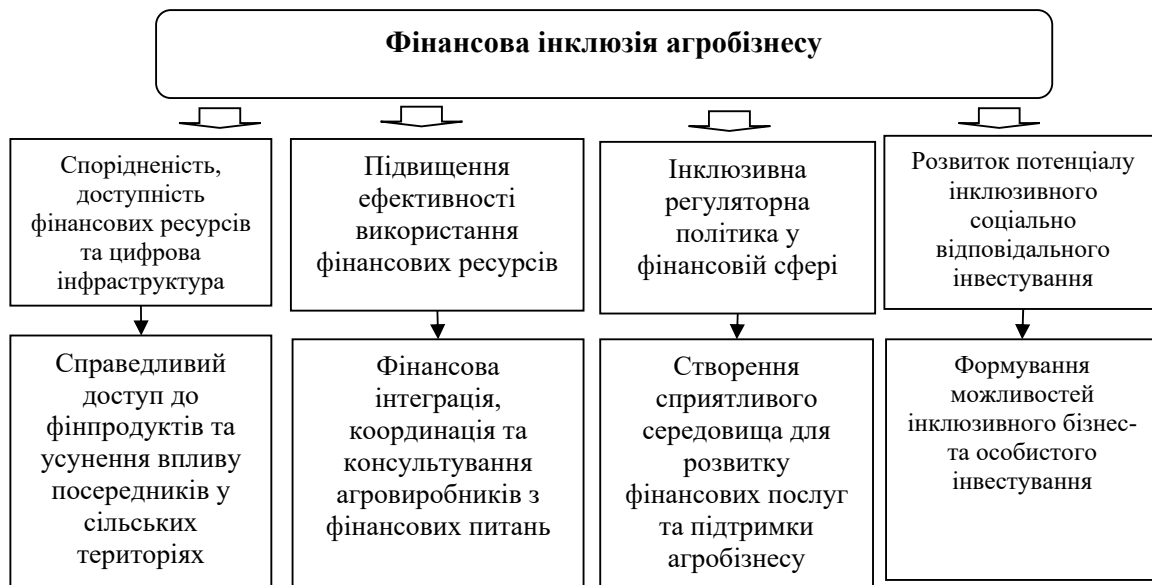 Фінансова інклюзія агробізнесу
Спорідненість,
доступність
фінансових ресурсів
та цифрова
інфраструктура
Підвищення
ефективності
використання
фінансових ресурсів
Інклюзивна
регуляторна
політика у
фінансовій сфері
Розвиток потенціалу
інклюзивного
соціально
відповідального
інвестування
Справедливий
доступ до
фінпродуктів та
усунення впливу
посередників у
сільських
територіях
Фінансова
інтеграція,
координація та
консультування
агровиробників з
фінансових питань
Створення
сприятливого
середовища для
розвитку
фінансових послуг
та підтримки
агробізнесу
Формування
можливостей
інклюзивного бізнес-
та особистого
інвестування